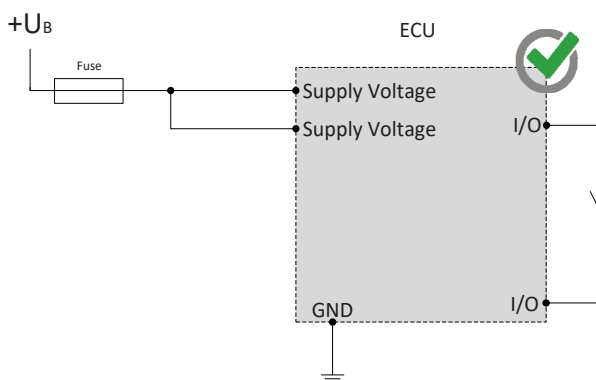 +UB
ECU
Fuse
Supply Voltage
Supply Voltage
I/O
I/O
GND